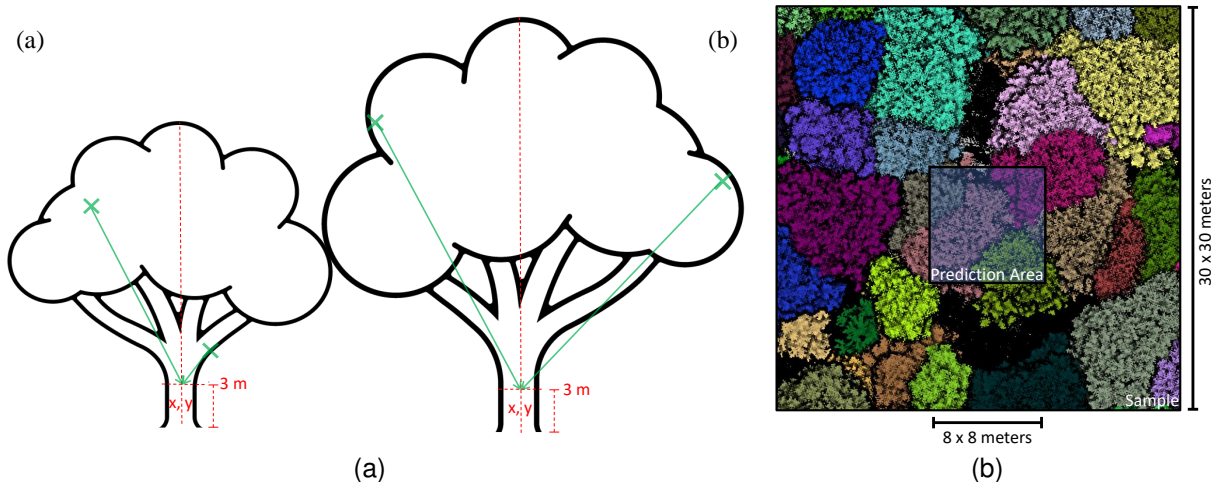 (a)
(b)
3 m
x, y
3 m
x, y
Prediction Area
Sample
30 x 30 meters
8 x 8 meters
(a)
(b)